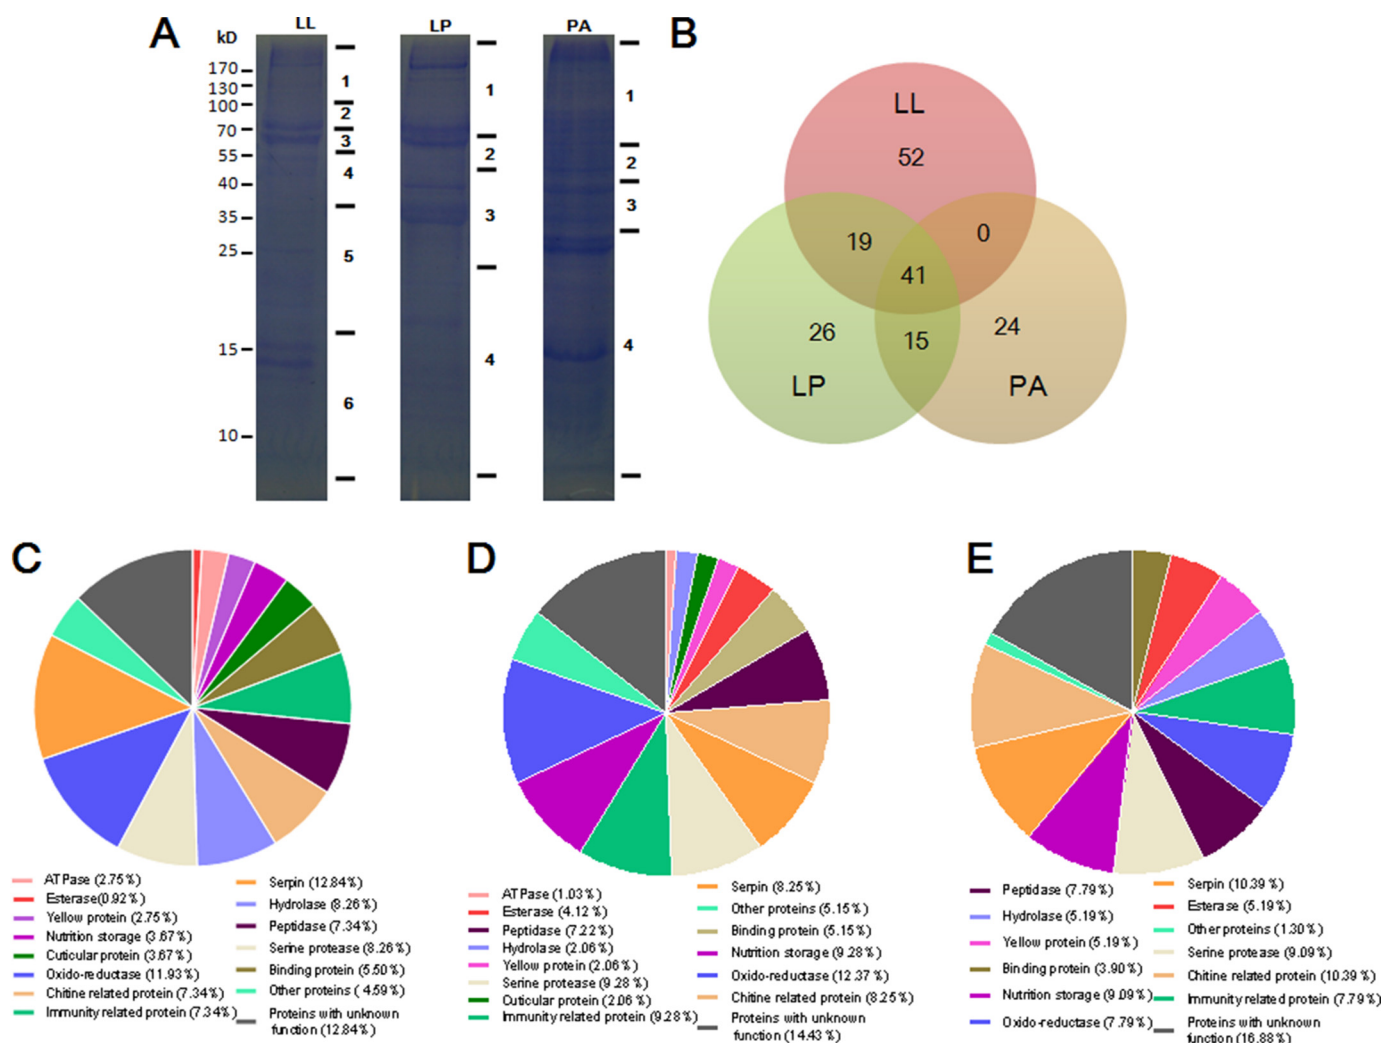 A
kD
LL
LP
PA
170
130
100
70
55
40
35
25
15
10
1
2
3
4
5
6
1
2
3
4
1
2
3
4
B
LL
52
19
0
41
26
15
24
LP
PA
C
ATPase (2.75%)
Esterase(0.92%)
Yellow protein (2.75%)
Nutrition storage (3.67%)
Cuticular protein (3.67%)
Oxido-reductase (11.93%)
Chitine related protein (7.34%)
Immunity related protein (7.34%)
Serpin (12.84%)
Hydrolase (8.26%)
Peptidase (7.34%)
Serine protease (8.26%)
Binding protein (5.50%)
Other proteins ( 4.59%)
Proteins with unknown
function (12.84%)
D
ATPase (1.03%)
Esterase (4.12%)
Peptidase (7.22%)
Hydrolase (2.06%)
Yellow protein (2.06%)
Serine protease (9.28%)
Cuticular protein (2.06%)
Immunity related protein (9.28%)
Serpin (8.25%)
Other proteins (5.15%)
Binding protein (5.15%)
Nutrition storage (9.28%)
Oxido-reductase (12.37%)
Chitine related protein (8.25%)
Proteins with unknown
function (14.43%)
E
Peptidase (7.79%)
Hydrolase (5.19%)
Yellow protein (5.19%)
Binding protein (3.90%)
Nutrition storage (9.09%)
Oxido-reductase (7.79%)
Serpin (10.39%)
Esterase (5.19%)
Other proteins (1.30%)
Serine protease (9.09%)
Chitine related protein (10.39%)
Immunity related protein (7.79%)
Proteins with unknown
function (16.88%)